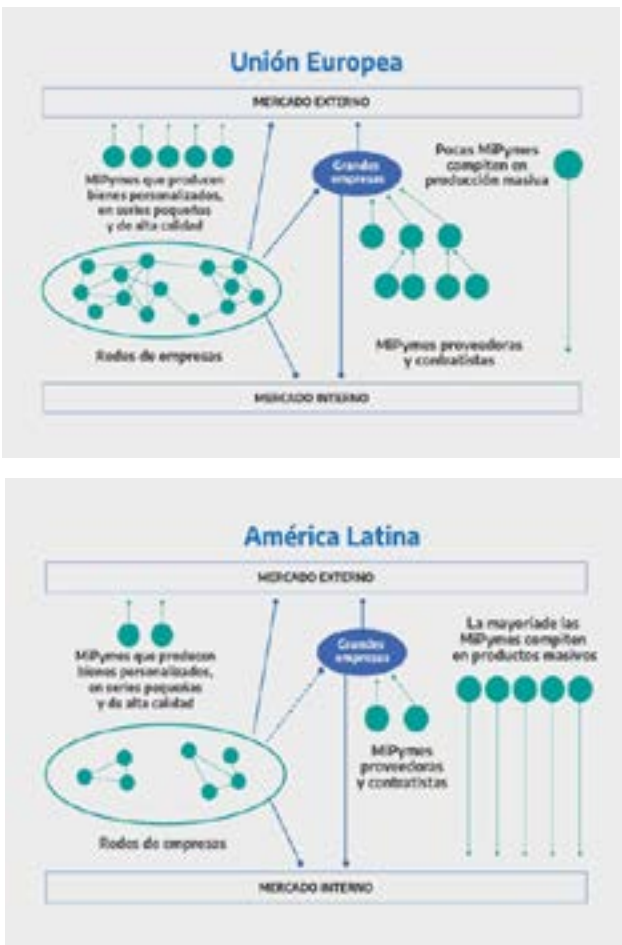 Unión Europea
MERCADO EXTERNO
MiPymes que producen
bienes personalizados,
en series pequeñas
y de alta calidad
Grandes
empresas
Pocas MiPymes
compiten en
producción masiva
Redes de empresas
MiPymes proveedoras
y contratistas
MERCADO INTERNO
América Latina
MERCADO EXTERNO
MiPymes que producen
bienes personalizados,
en series pequeñas
y de alta calidad
Grandes
empresas
La mayoríade las
MiPymes compiten
en productos masivos
MiPymes
proveedoras
y contratistas
Redes de empresas
MERCADO INTERNO